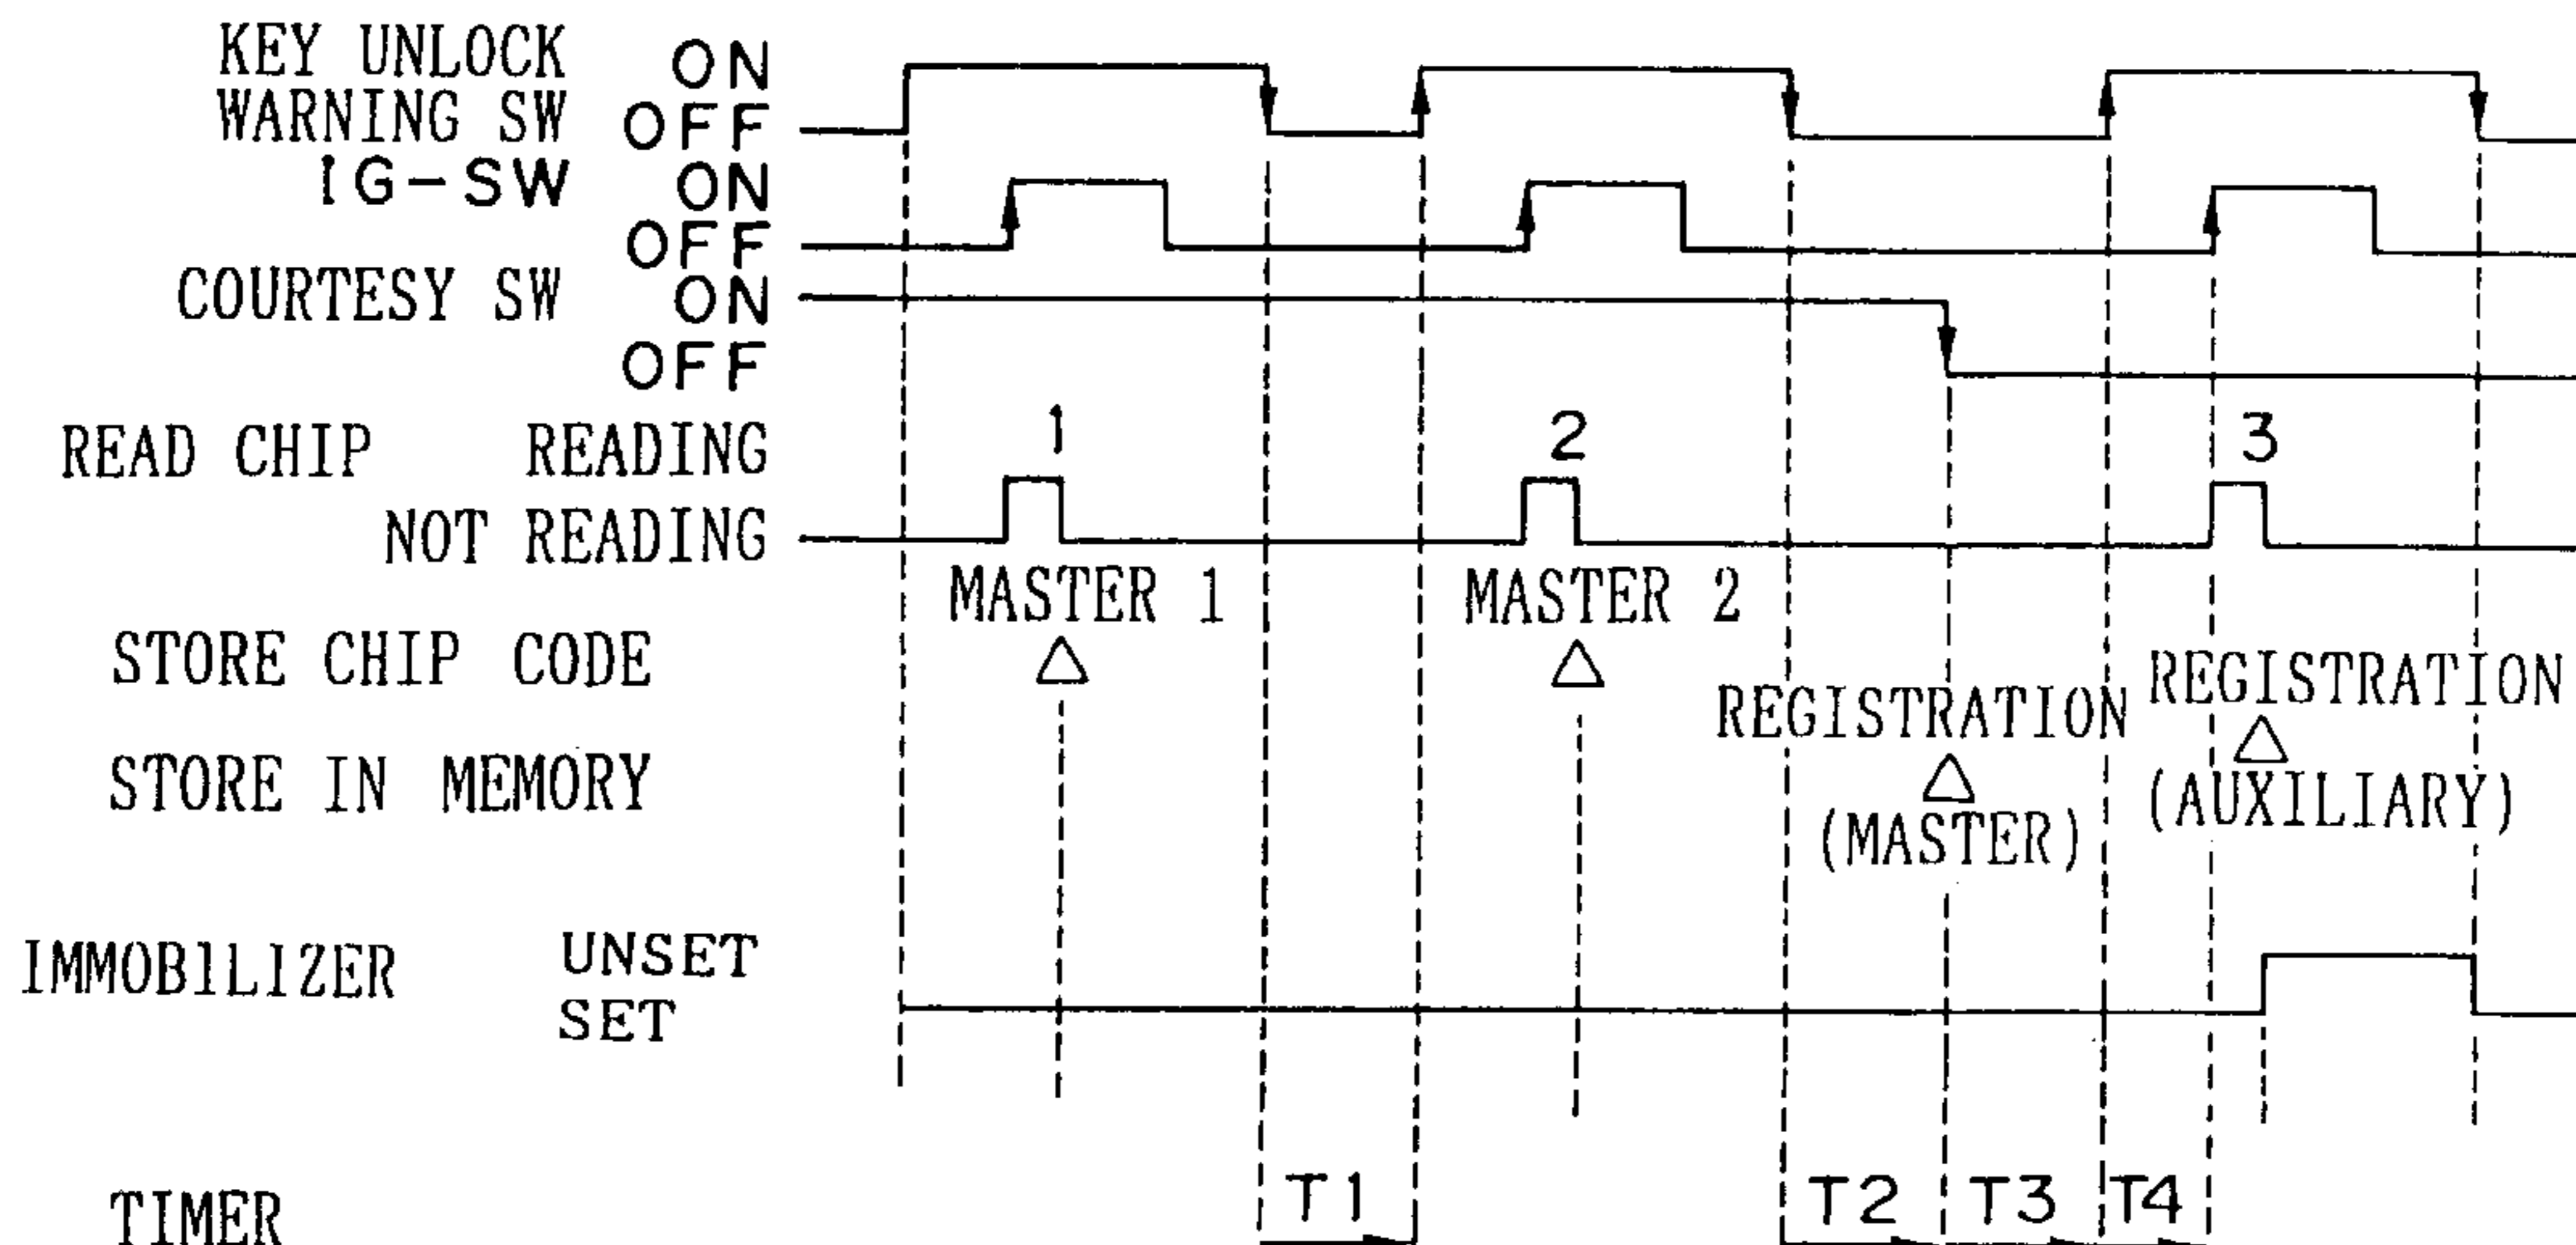 KEY UNLOCK ON
WARNING SW OFF
IG-SW ON
OFF
COURTESY SW ON
OFF
1 2 3
READ CHIP READING
NOT READING
MASTER 1 MASTER 2
STORE CHIP CODE
REGISTRATION REGISTRATION
STORE IN MEMORY
(MASTER) (AUXILIARY)
IMMOBILIZER UNSET
SET
T1 T2 T3 T4
TIMER